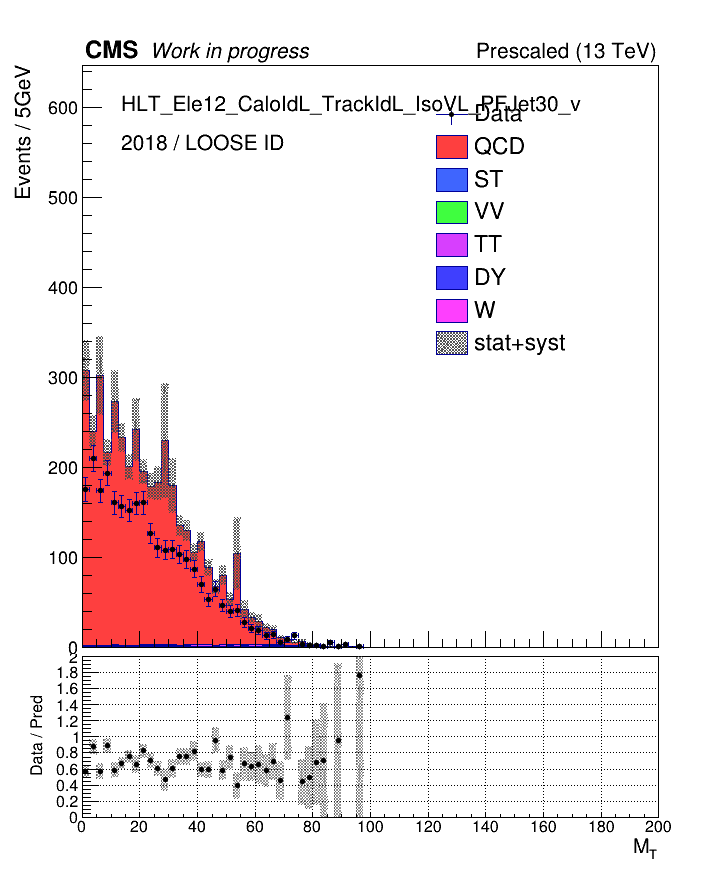 CMS Work in progress Prescaled (13 TeV)
Events / 5GeV
HLT_Ele12_CaloIdL_TrackIdL_IsoVL_PFJet30_v
2018 / LOOSE ID
Data
QCD
ST
VV
TT
DY
W
stat+syst
600
500
400
300
200
100
0
Data / Pred
2
1.8
1.6
1.4
1.2
1
0.8
0.6
0.4
0.2
0
0 20 40 60 80 100 120 140 160 180 200
M_T